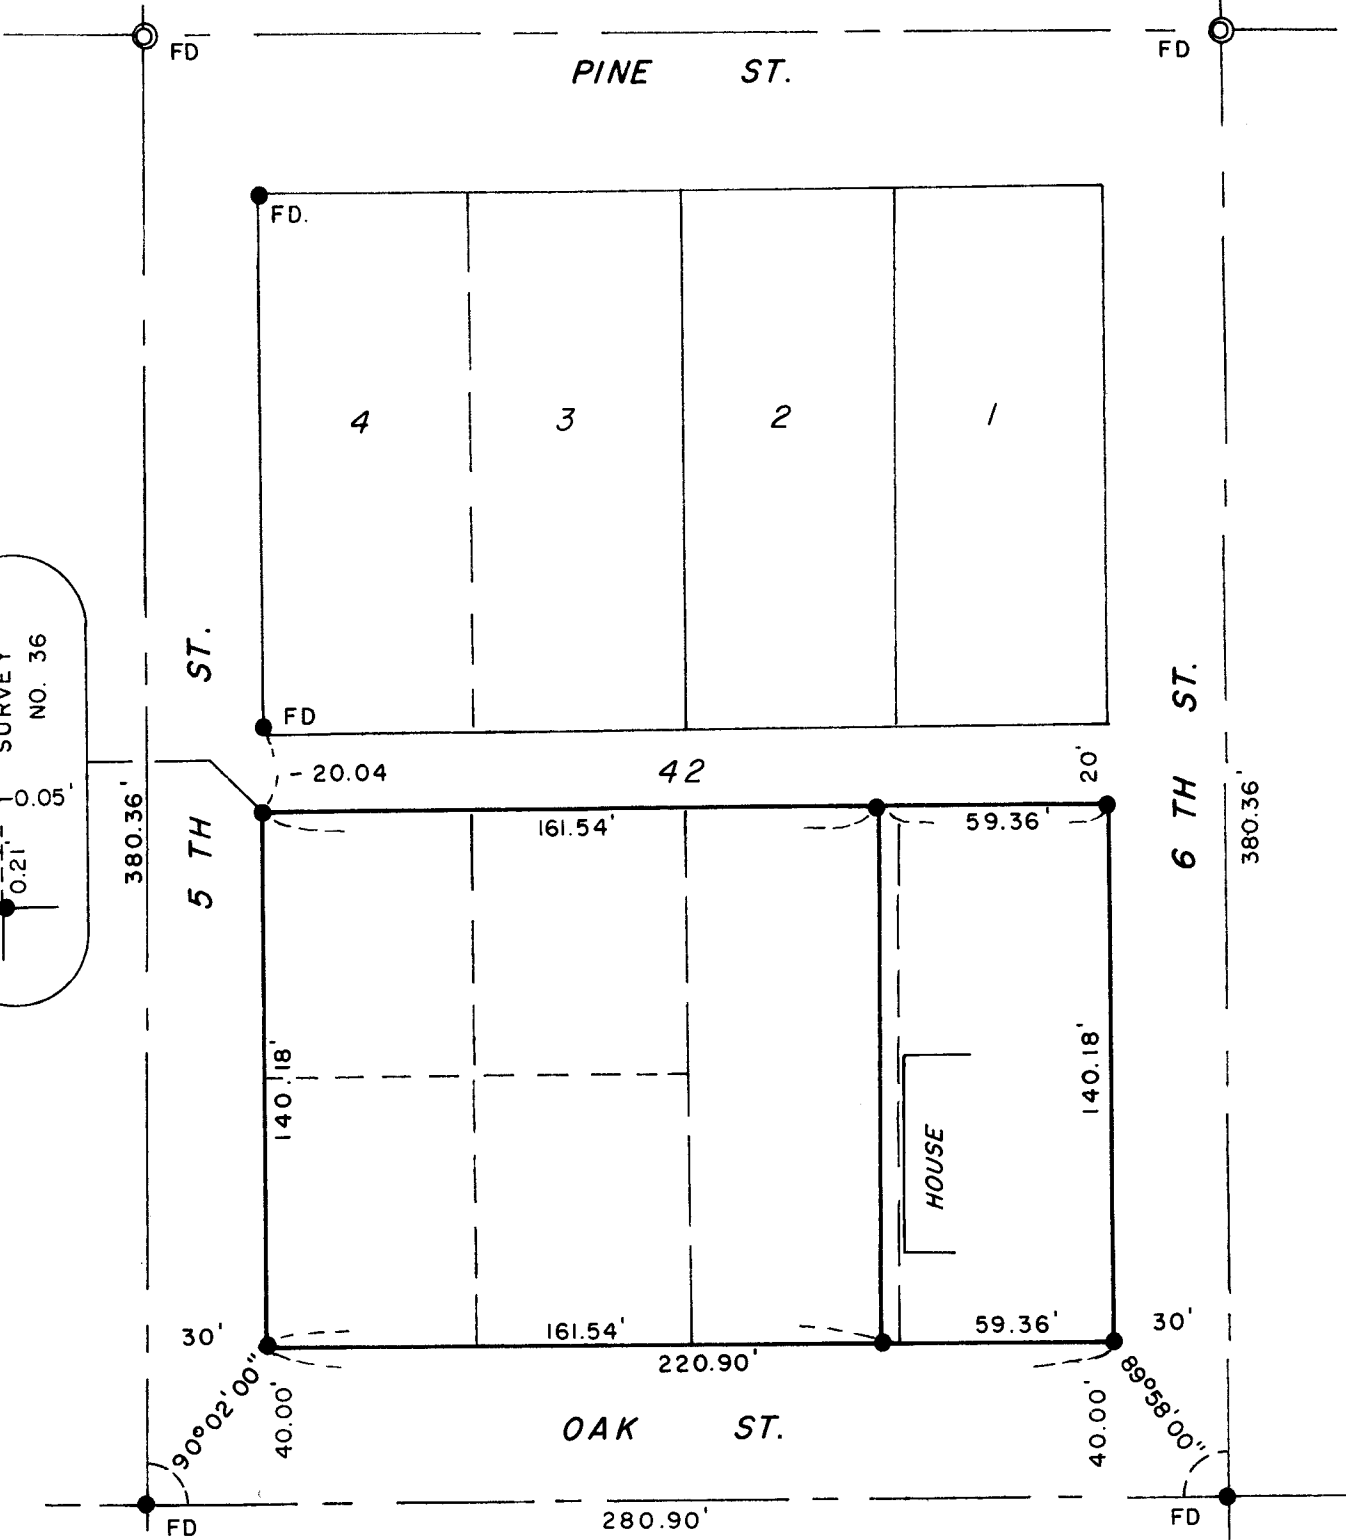 FD
FD
PINE ST.
FD.
4
3
2
1
SURVEY
NO. 36
-0.05'
0.21'
5 TH ST.
380.36'
FD
- 20.04
42
20'
6 TH ST.
380.36'
161.54'
59.36'
140.18'
140.18'
HOUSE
30'
161.54'
59.36'
30'
220.90'
90°02'00"
40.00'
OAK ST.
40.00'
89°58'00"
FD
280.90'
FD